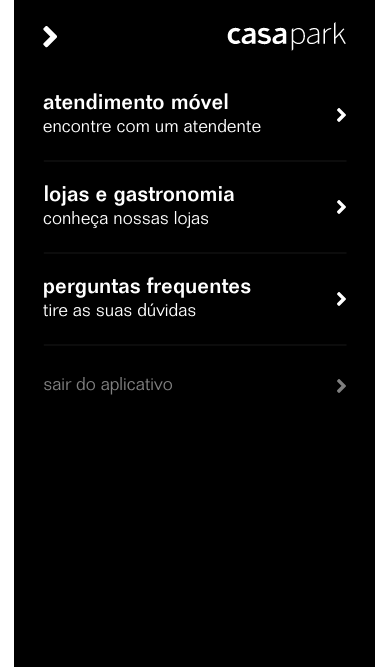 casapark
atendimento móvel
encontre com um atendente
lojas e gastronomia
conheça nossas lojas
perguntas frequentes
tire as suas dúvidas
sair do aplicativo